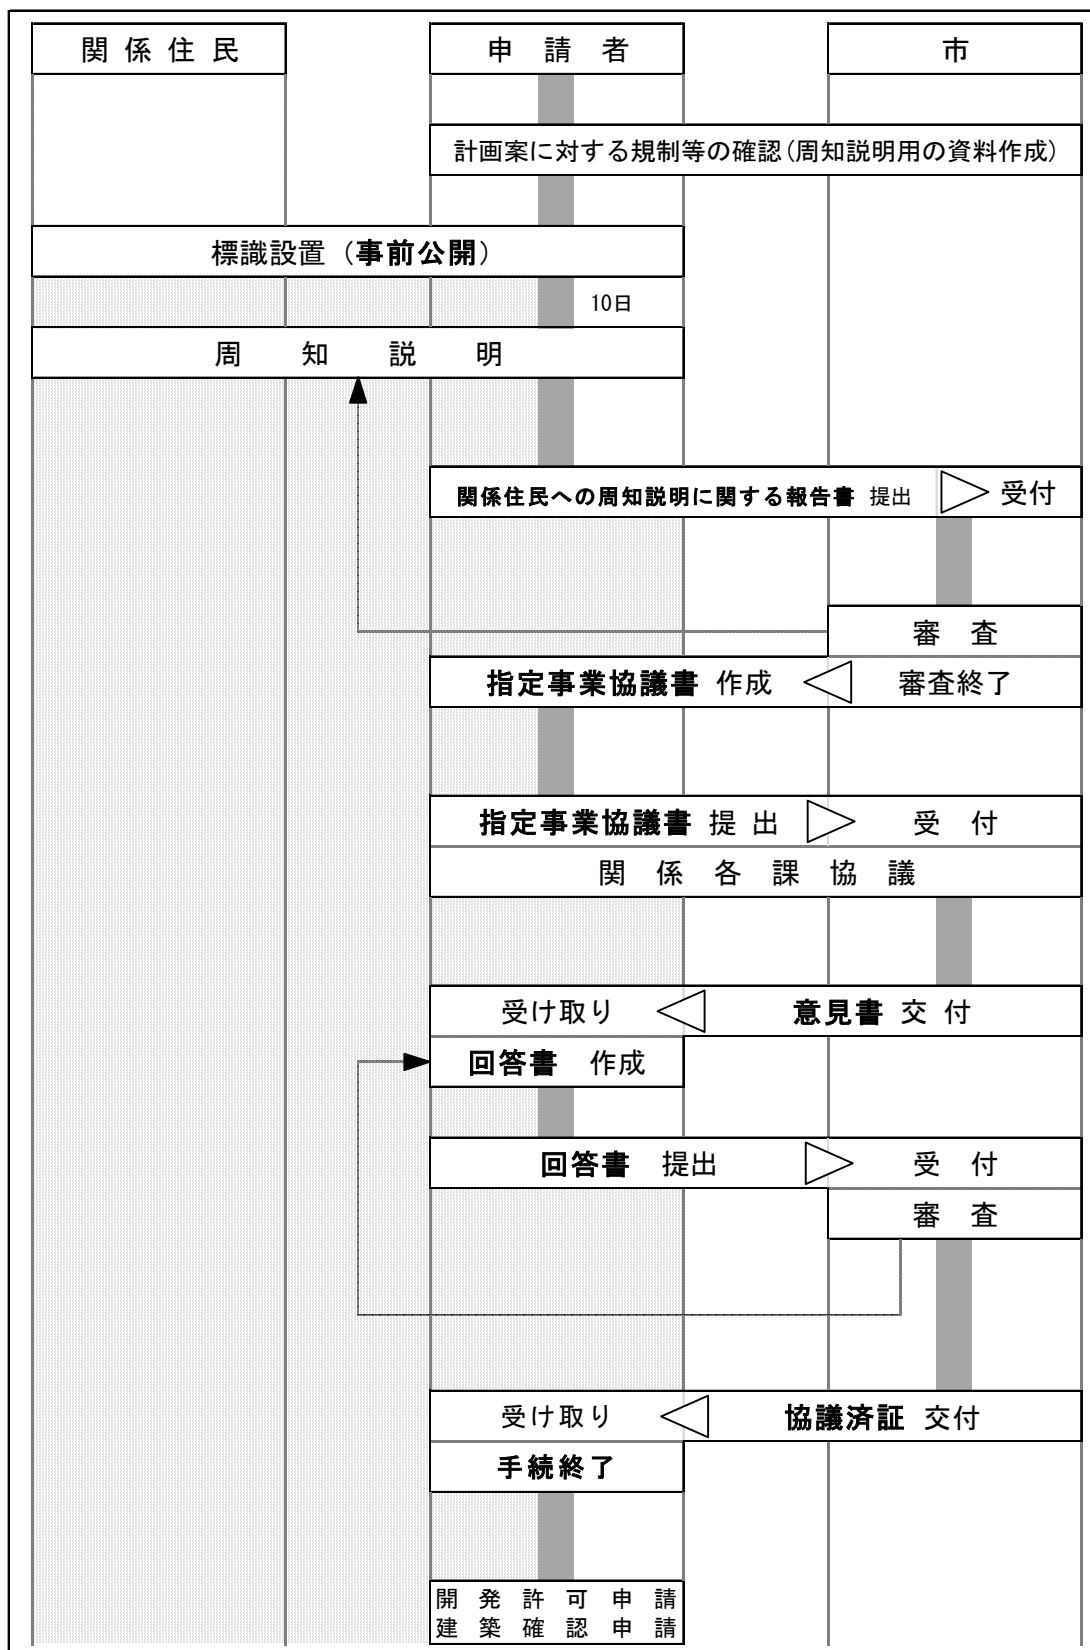 関係住民 申請者 市
計画案に対する規制等の確認(周知説明用の資料作成)
標識設置（事前公開）
10日
周知説明
関係住民への周知説明に関する報告書 提出 受付
審査
指定事業協議書 作成 審査終了
指定事業協議書 提出 受付
関係各課協議
受け取り 意見書 交付
回答書 作成
回答書 提出 受付
審査
受け取り 協議済証 交付
手続終了
開発許可申請
建築確認申請